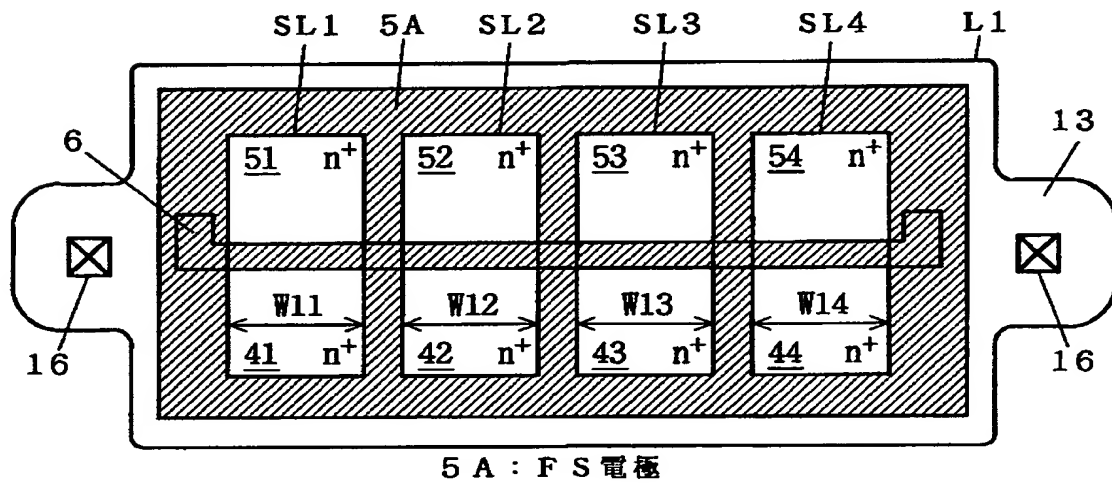 SL1 5A SL2 SL3 SL4 L1
6 13
51 n+ 52 n+ 53 n+ 54 n+
W11 W12 W13 W14
41 n+ 42 n+ 43 n+ 44 n+
16 16
5A:FS電極